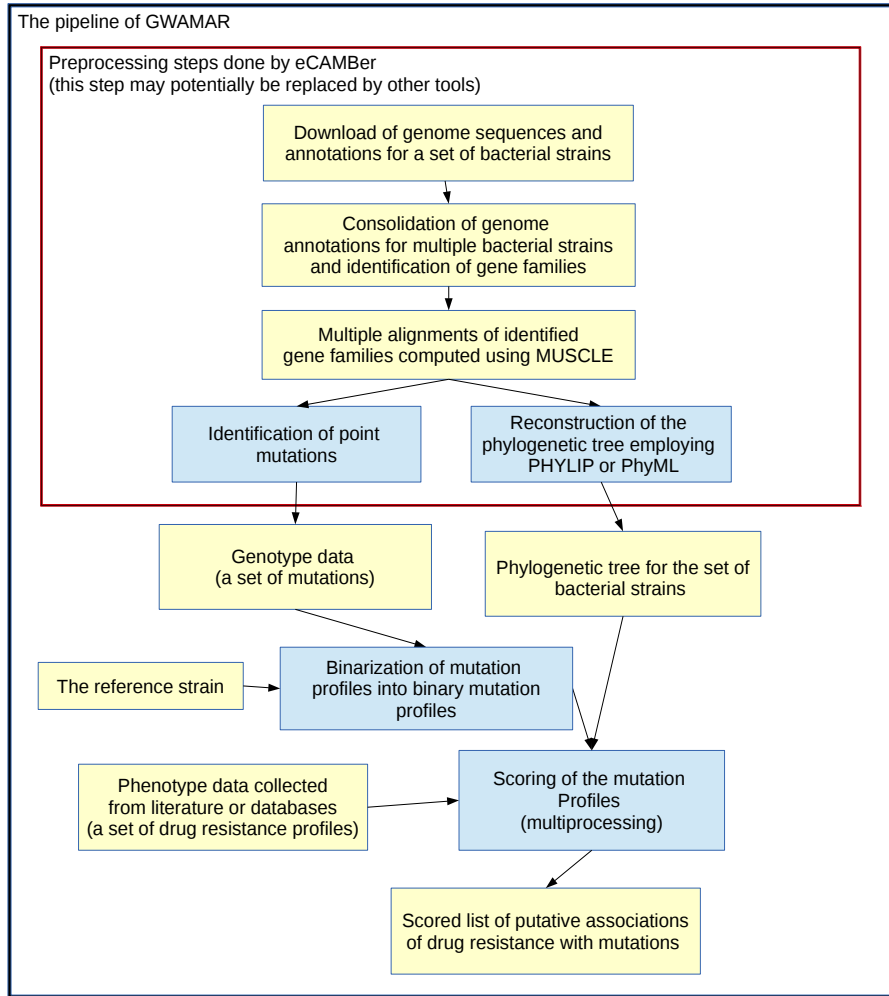 The pipeline of GWAMAR
Preprocessing steps done by eCAMBer
(this step may potentially be replaced by other tools)
Download of genome sequences and
annotations for a set of bacterial strains
Consolidation of genome
annotations for multiple bacterial strains
and identification of gene families
Multiple alignments of identified
gene families computed using MUSCLE
Identification of point
mutations
Reconstruction of the
phylogenetic tree employing
PHYLIP or PhyML
Genotype data
(a set of mutations)
Phylogenetic tree for the set of
bacterial strains
The reference strain
Binarization of mutation
profiles into binary mutation
profiles
Phenotype data collected
from literature or databases
(a set of drug resistance profiles)
Scoring of the mutation
Profiles
(multiprocessing)
Scored list of putative associations
of drug resistance with mutations